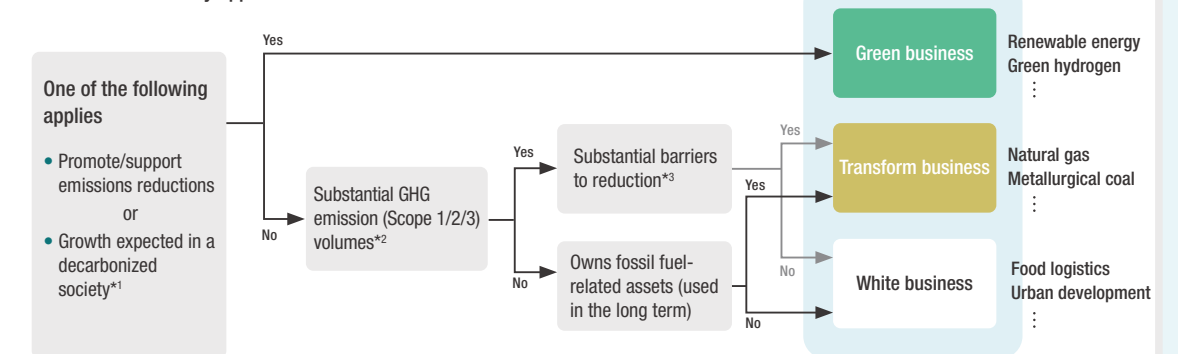 Yes
One of the following
applies
• Promote/support
emissions reductions
or
• Growth expected in a
decarbonized
society*1
No
Substantial GHG
emission (Scope 1/2/3)
volumes*2
Yes
Substantial barriers
to reduction*3
No
Owns fossil fuel-
related assets (used
in the long term)
Yes
Yes
No
No
Green business
Renewable energy
Green hydrogen
⋮
Transform business
Natural gas
Metallurgical coal
⋮
White business
Food logistics
Urban development
⋮